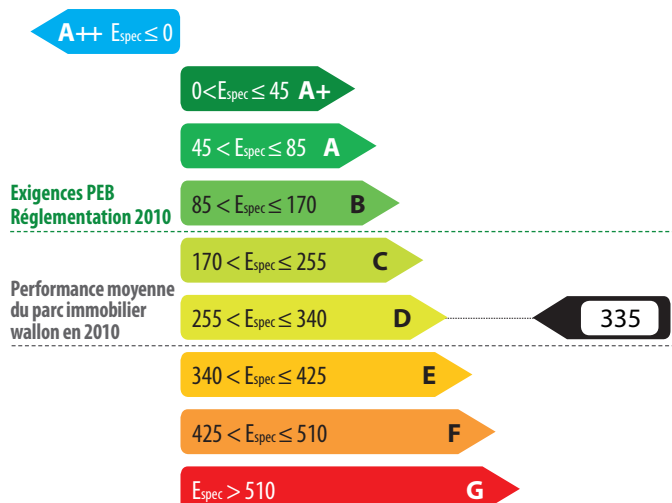 A++ Espec ≤ 0
0<Espec ≤ 45 A+
45 < Espec ≤ 85 A
Exigences PEB
Réglementation 2010
85 < Espec ≤ 170 B
170 < Espec ≤ 255 C
Performance moyenne
du parc immobilier
wallon en 2010
255 < Espec ≤ 340 D
335
340 < Espec ≤ 425 E
425 < Espec ≤ 510 F
Espec > 510 G